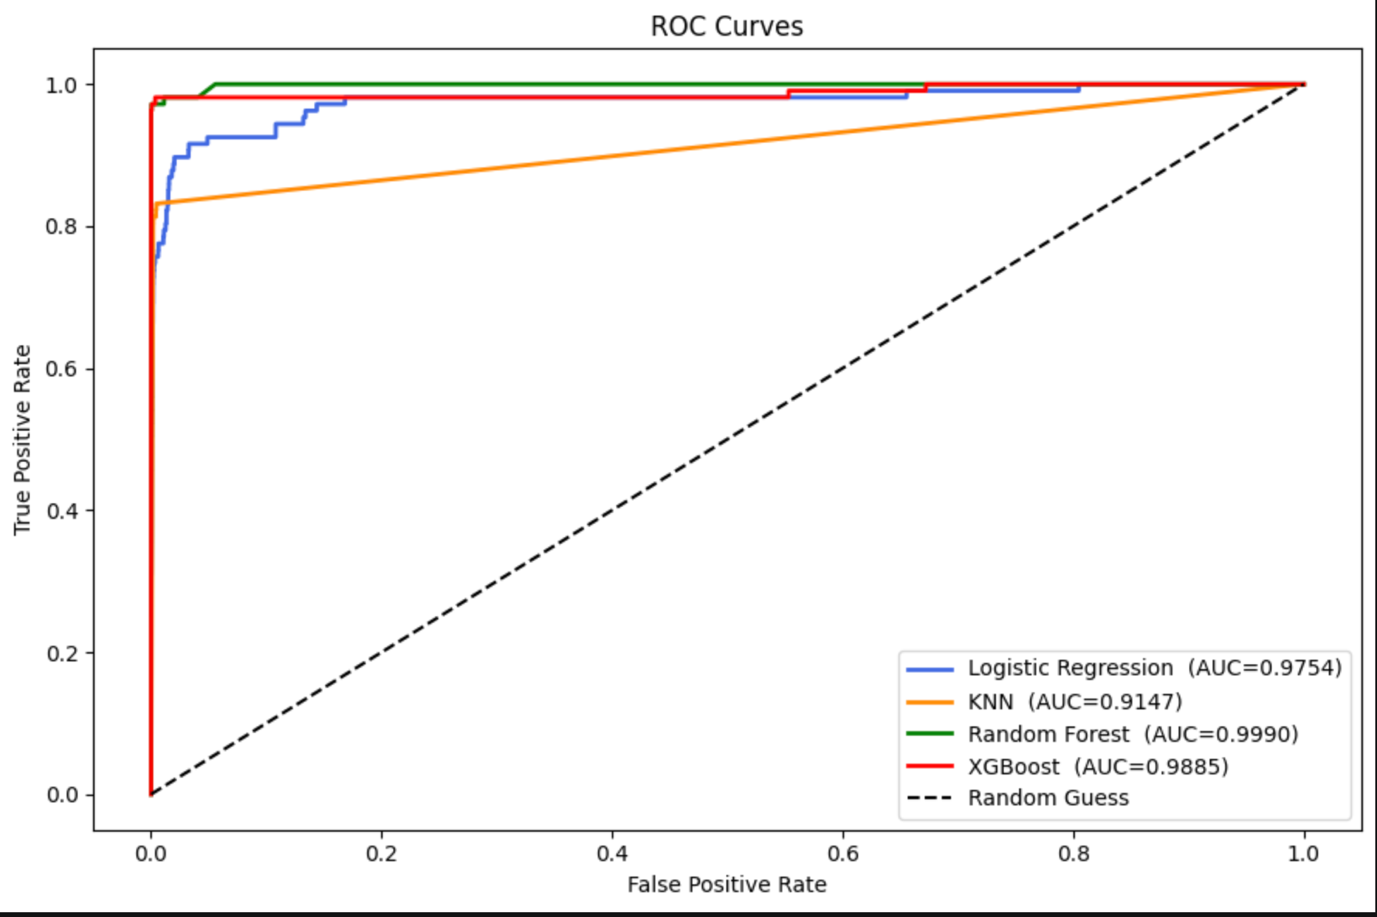 ROC Curves
1.0
0.8
0.6
0.4
0.2
0.0
True Positive Rate
0.0 0.2 0.4 0.6 0.8 1.0
False Positive Rate
Logistic Regression (AUC=0.9754)
KNN (AUC=0.9147)
Random Forest (AUC=0.9990)
XGBoost (AUC=0.9885)
Random Guess